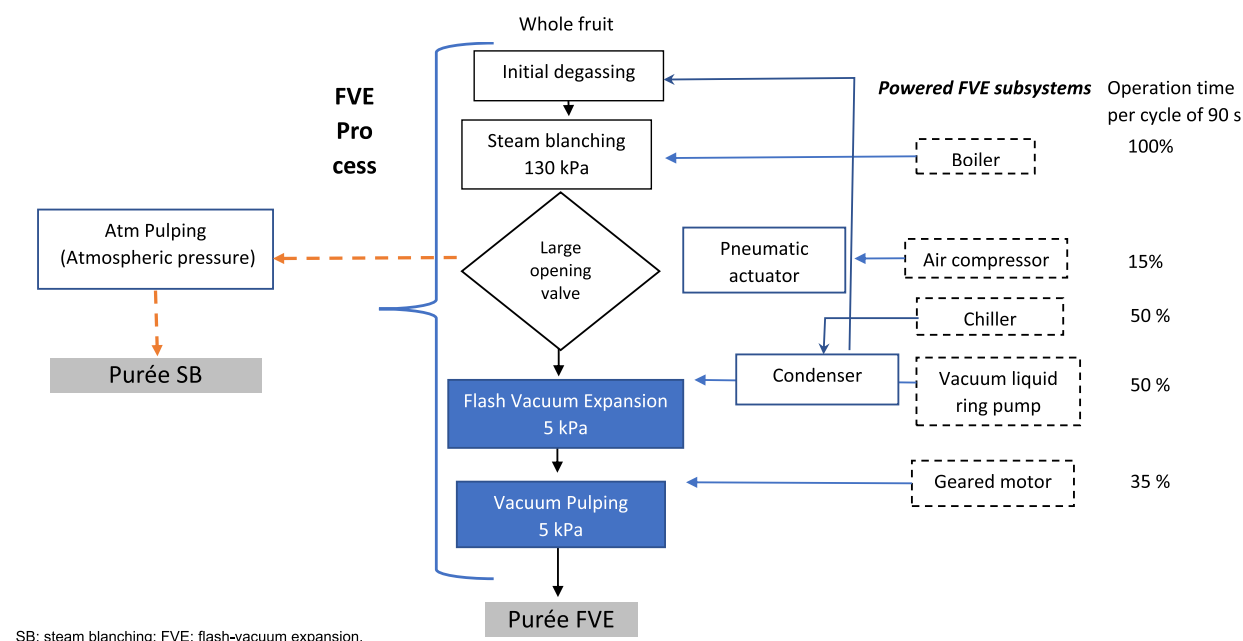 Whole fruit
Initial degassing
FVE
Pro
cess
Powered FVE subsystems
Operation time
per cycle of 90 s
Steam blanching
130 kPa
Boiler
100%
Atm Pulping
(Atmospheric pressure)
Large
opening
valve
Pneumatic
actuator
Air compressor
15%
Chiller
50 %
Purée SB
Condenser
Vacuum liquid
ring pump
50 %
Flash Vacuum Expansion
5 kPa
Geared motor
35 %
Vacuum Pulping
5 kPa
Purée FVE
SB: steam blanching; FVE: flash-vacuum expansion.